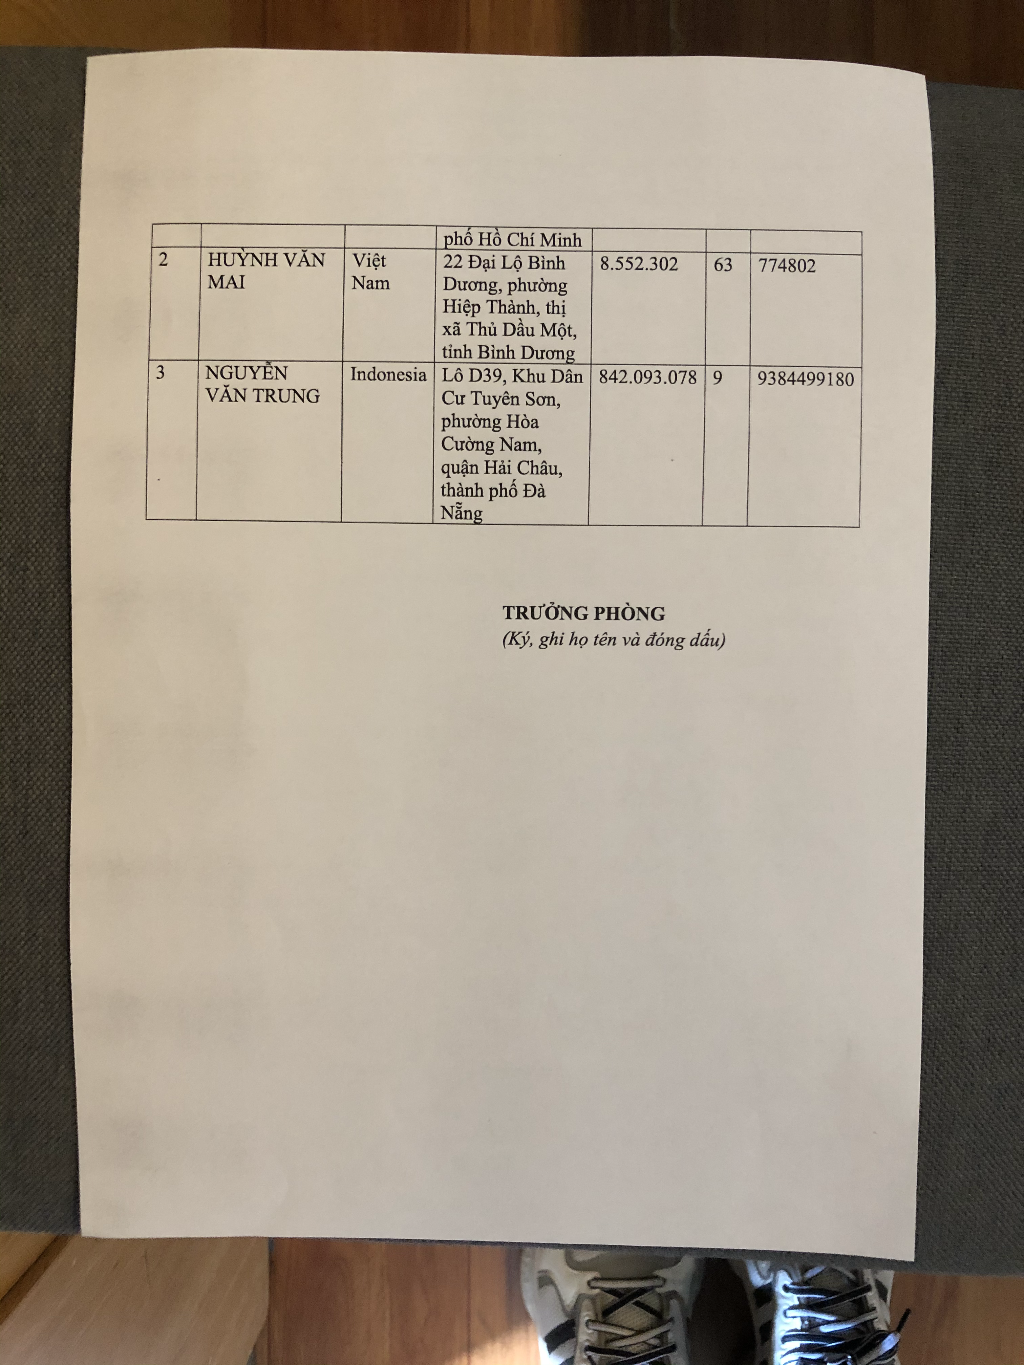 phố Hồ Chí Minh
2 HUỲNH VĂN Việt 22 Đại Lộ Bình 8.552.302 63 774802
MAI Nam Dương, phường
Hiệp Thành, thị
xã Thủ Dầu Một,
tỉnh Bình Dương
3 NGUYỄN Indonesia Lô D39, Khu Dân 842.093.078 9 9384499180
VĂN TRUNG Cư Tuyên Sơn,
phường Hòa
Cường Nam,
quận Hải Châu,
thành phố Đà
Nẵng
TRƯỞNG PHÒNG
(Ký, ghi họ tên và đóng dấu)